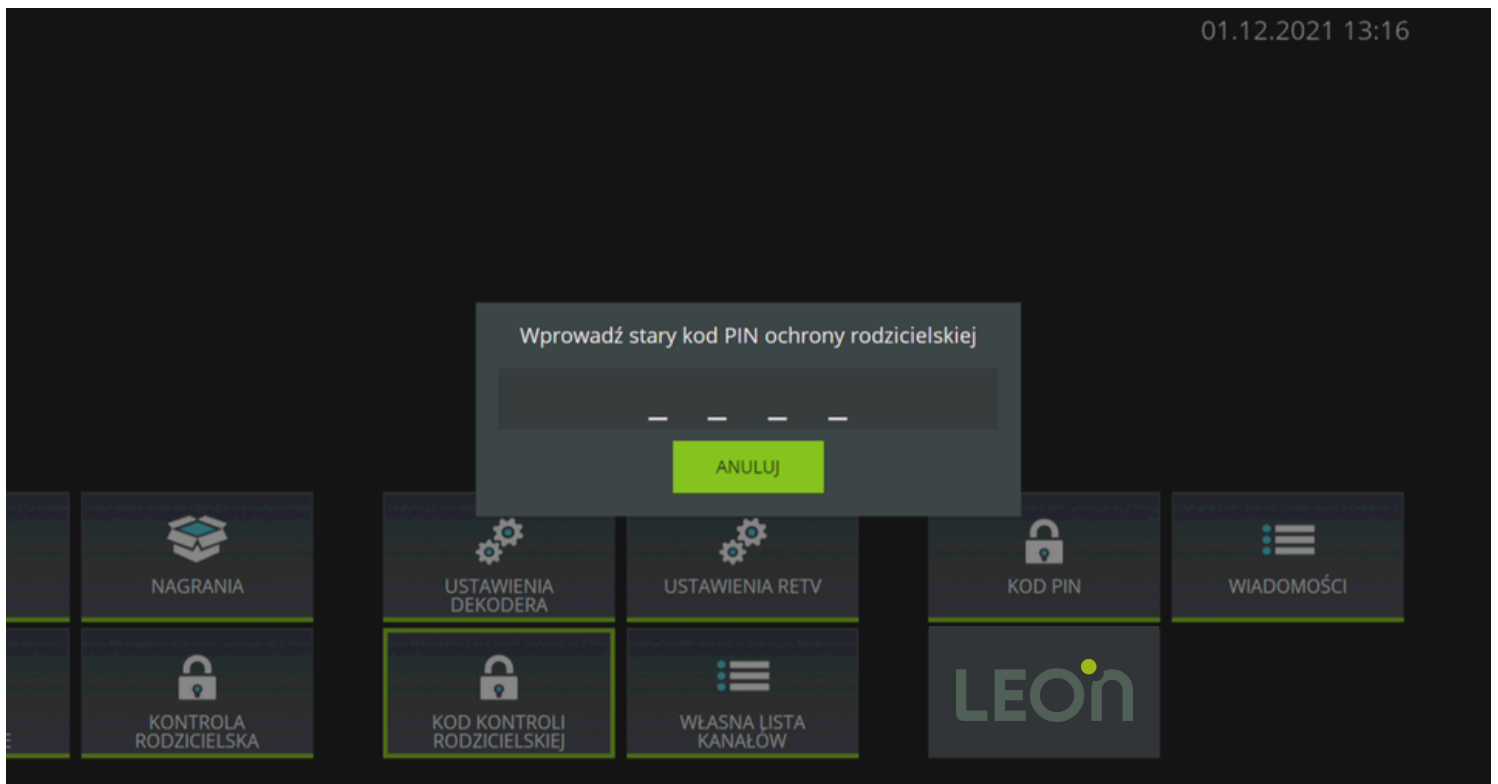 01.12.2021 13:16
Wprowadź stary kod PIN ochrony rodzicielskiej
ANULUJ
NAGRANIA
USTAWIENIA
DEKODERA
USTAWIENIA RETV
KOD PIN
WIADOMOŚCI
KONTROLA
RODZICIELSKA
KOD KONTROLI
RODZICIELSKIEJ
WŁASNA LISTA
KANAŁÓW
LEON